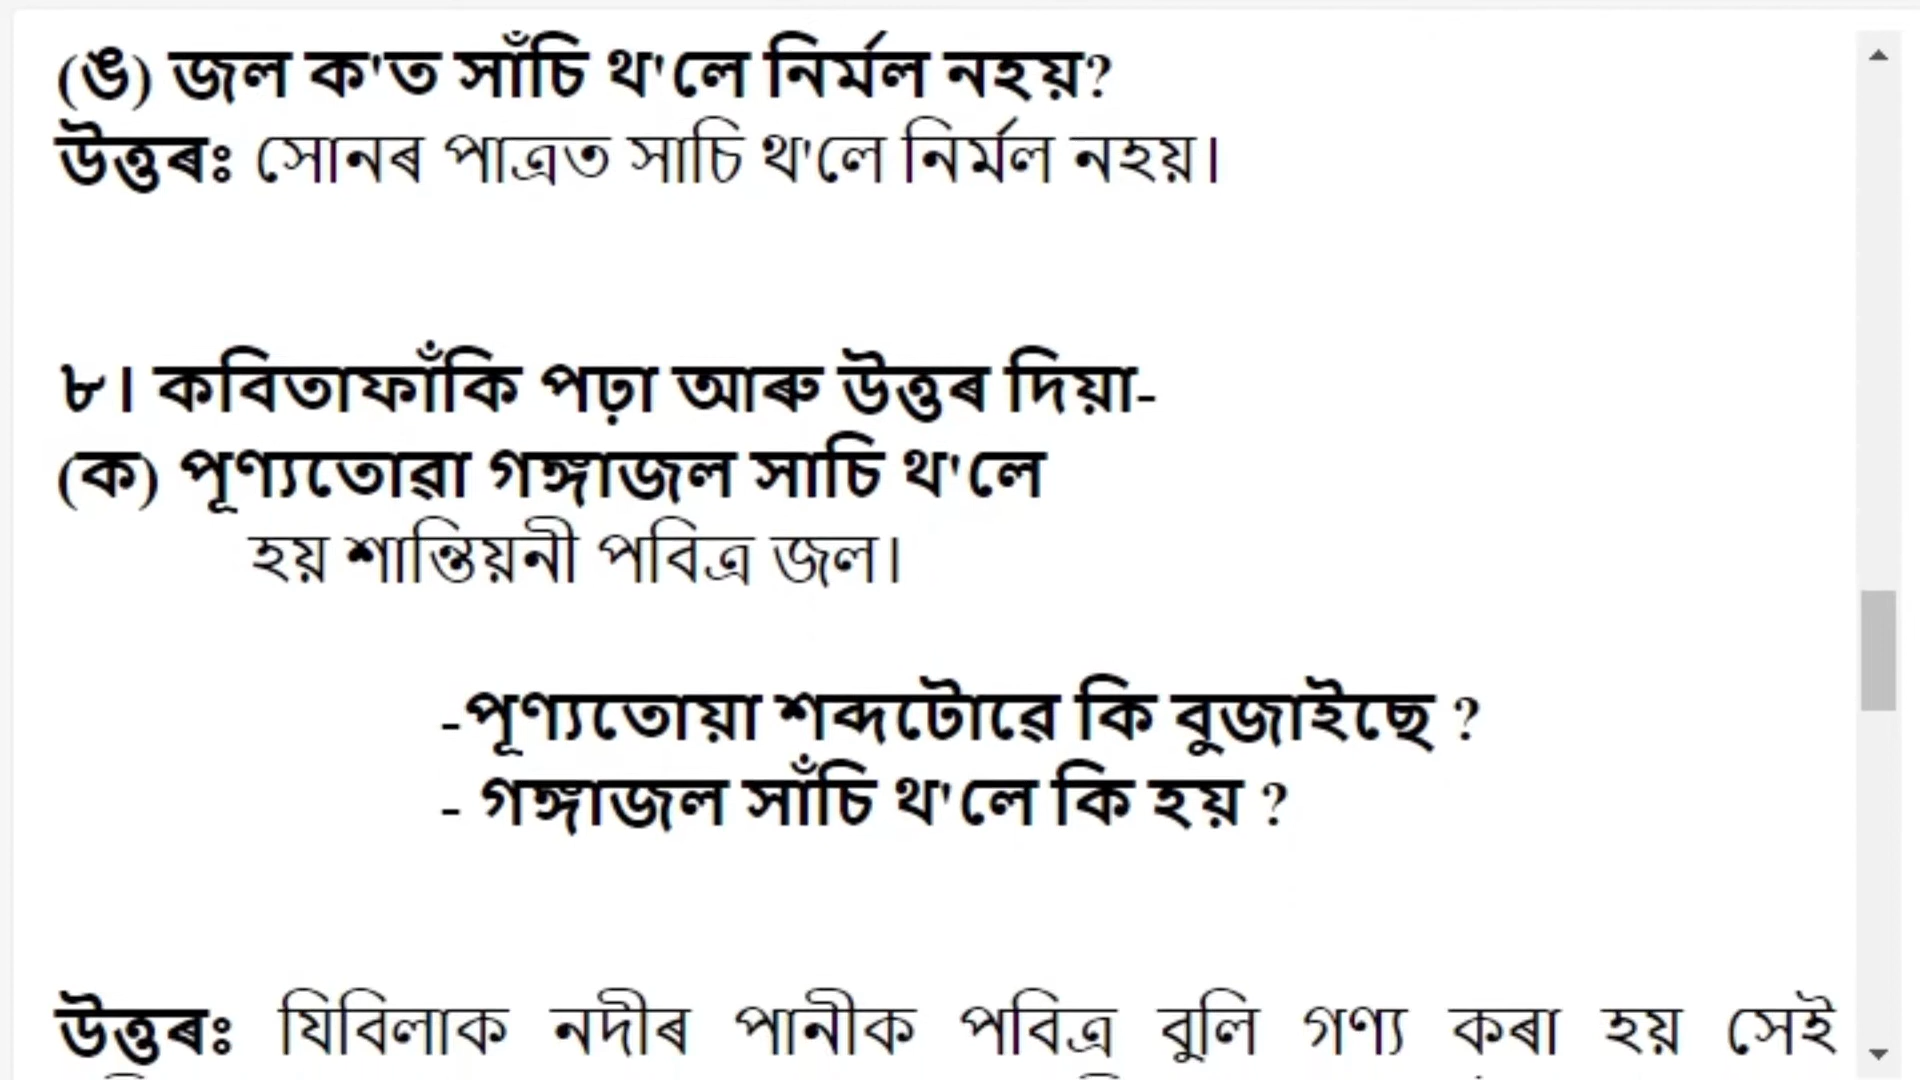 (ঙ) জল ক'ত সাঁচি থ'লে নিৰ্মল নহয়?
উত্তৰঃ সোনৰ পাত্ৰত সাচি থ'লে নিৰ্মল নহয়।
৮। কবিতাফাঁকি পঢ়া আৰু উত্তৰ দিয়া-
(ক) পূণ্যতোৱা গঙ্গাজল সাচি থ'লে
হয় শান্তিয়নী পবিত্ৰ জল।
-পূণ্যতোয়া শব্দটোৱে কি বুজাইছে ?
- গঙ্গাজল সাঁচি থ'লে কি হয় ?
উত্তৰঃ যিবিলাক নদীৰ পানীক পবিত্ৰ বুলি গণ্য কৰা হয় সেই